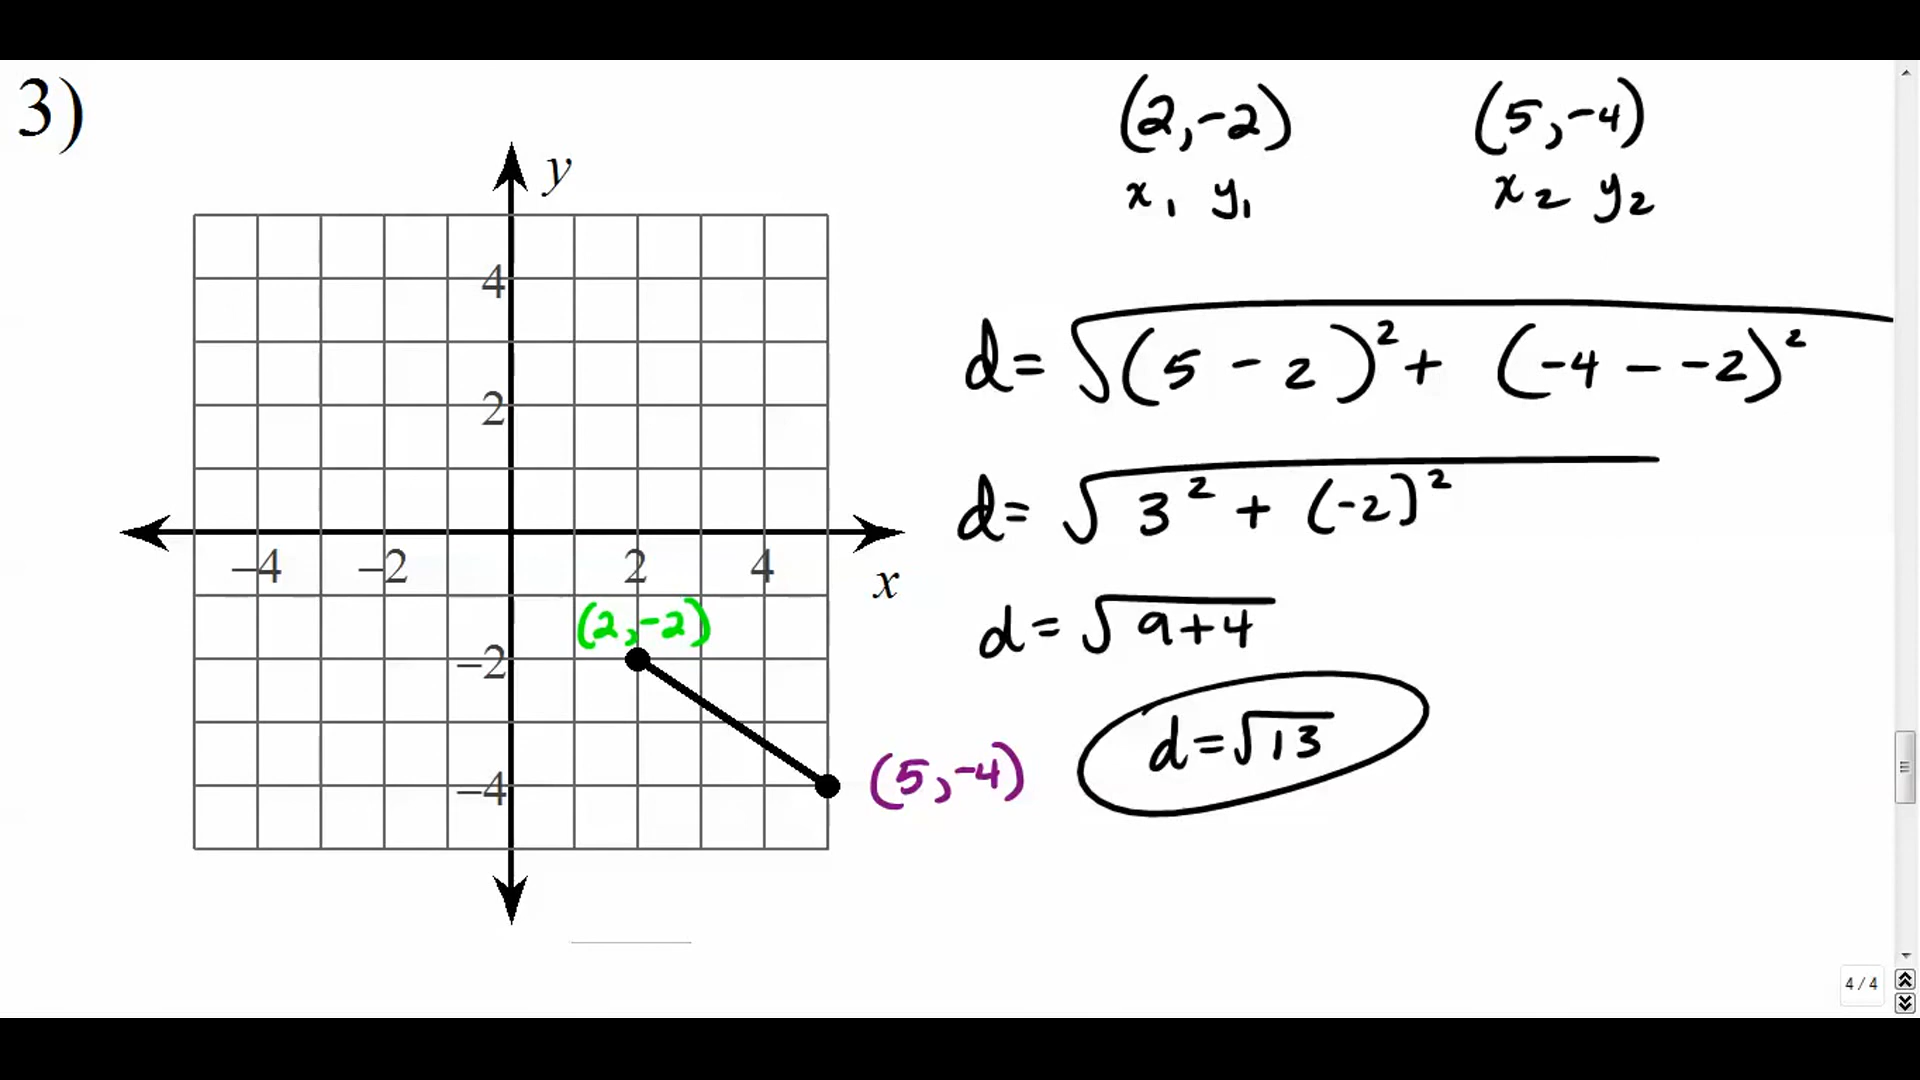 3)
(2,-2) (5,-4)
x₁ y₁ x₂ y₂
y
4
2
-4 -2 2 4
x
(2,-2)
-2
-4
(5,-4)
d=√(5-2)²+(-4--2)²
d=√3²+(-2)²
d=√9+4
d=√13
4/4